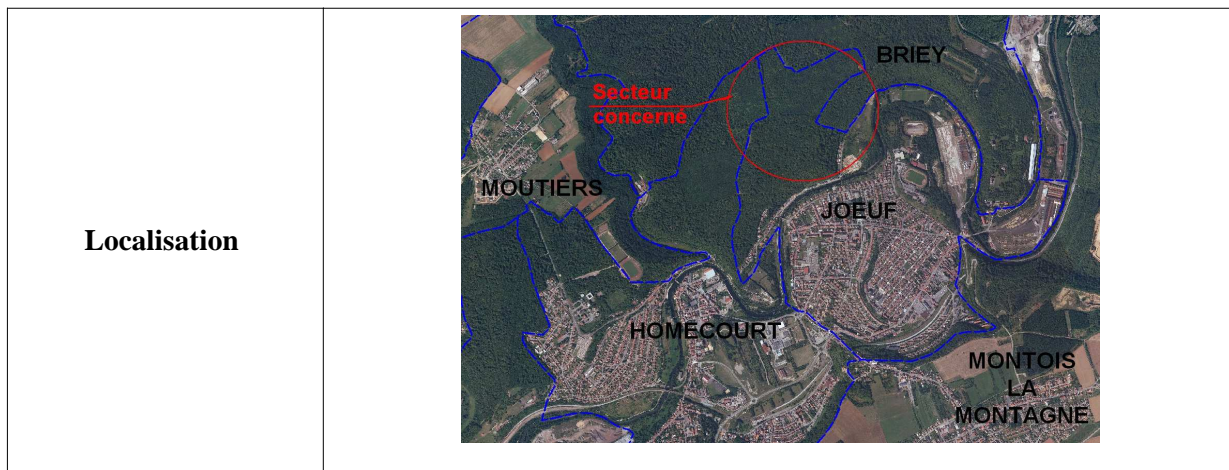 Localisation
BRIEY
Secteur
concerné
MOUTIERS
JOEUF
HOMECOURT
MONTOIS
LA
MONTAGNE